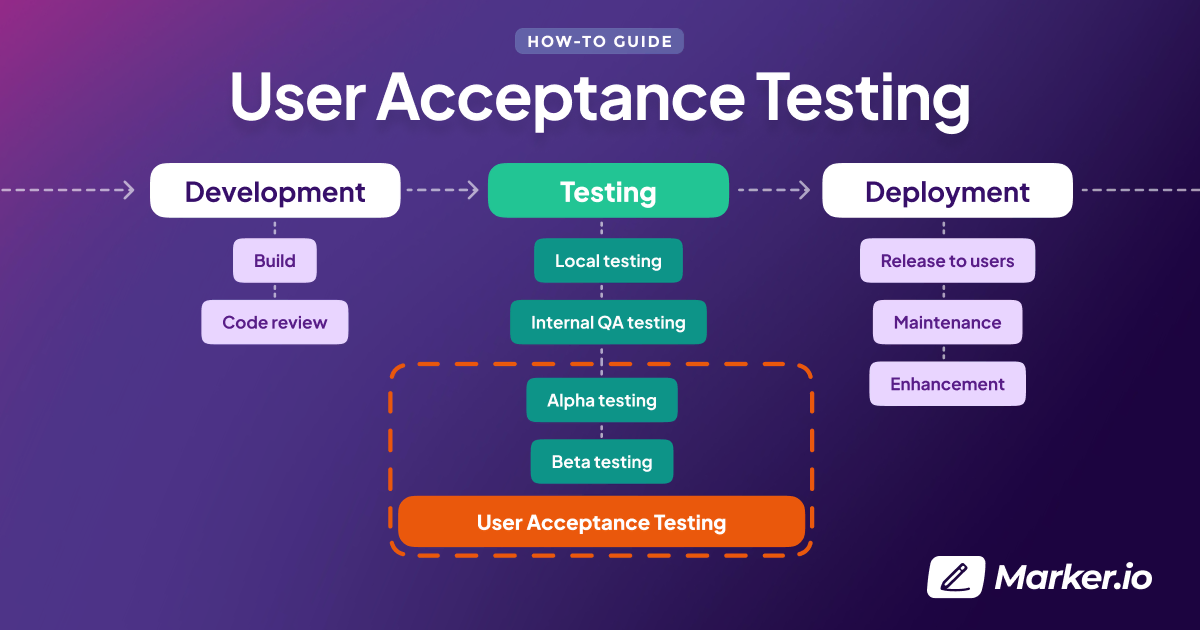 HOW-TO GUIDE
User Acceptance Testing
Development
Testing
Deployment
Build
Code review
Local testing
Internal QA testing
Alpha testing
Beta testing
User Acceptance Testing
Release to users
Maintenance
Enhancement
Marker.io